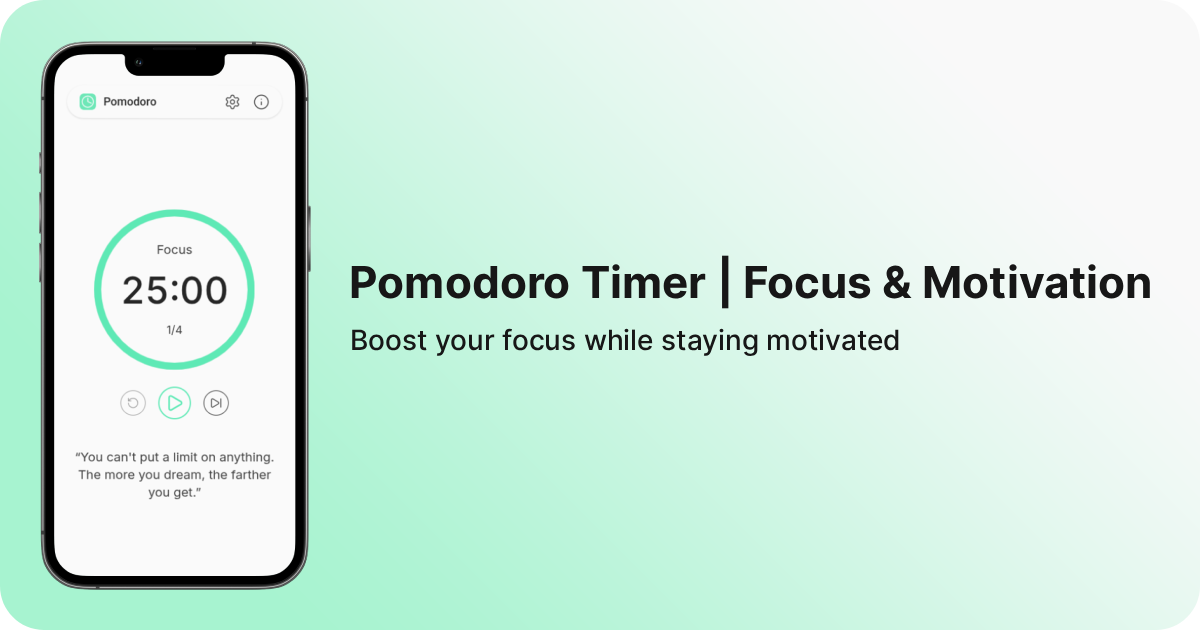 Pomodoro
Focus
25:00
1/4
“You can't put a limit on anything.
The more you dream, the farther
you get.”
Pomodoro Timer | Focus & Motivation
Boost your focus while staying motivated